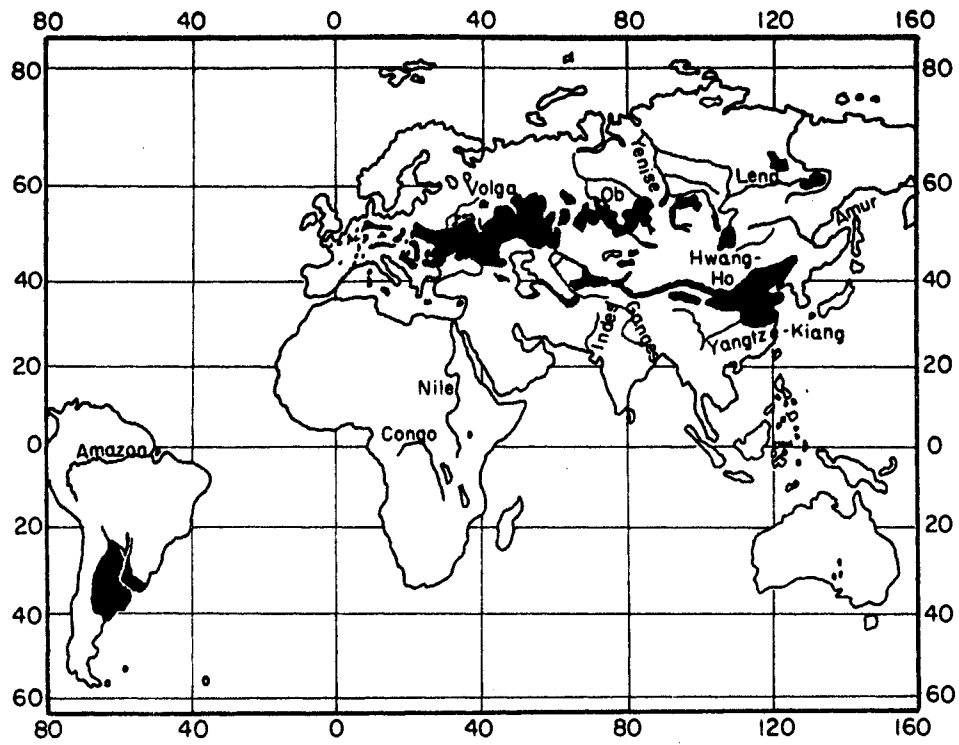 80 40 0 40 80 120 160
80 80
Yenise
Lena
60 Volga Ob 60
Amur
Hwang-
Ho
40 40
Indes Ganges Yangtze-Kiang
20 20
Nile
Congo
0 Amazon 0
20 20
40 40
60 60
80 40 0 40 80 120 160